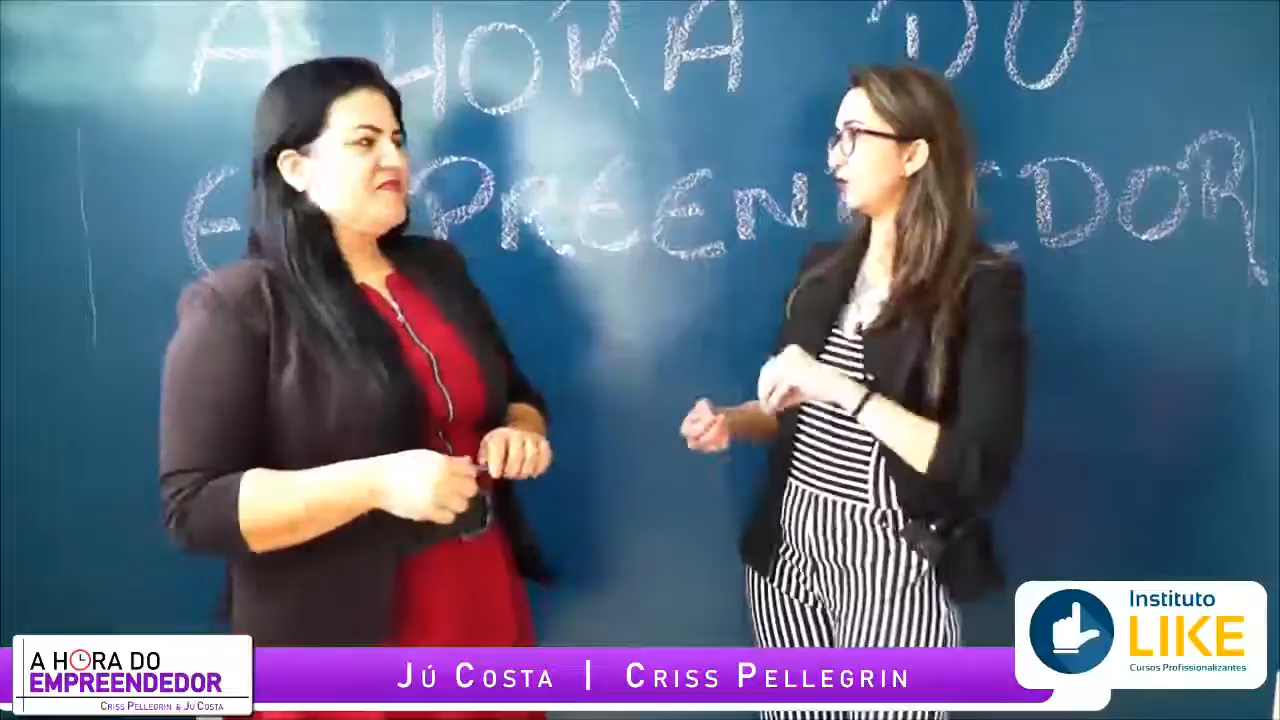 A HORA DO
EMPREENDEDOR
A HORA DO
EMPREENDEDOR
CRISS PELLEGRIN & JU COSTA
JÚ COSTA | CRISS PELLEGRIN
Instituto
LIKE
Cursos Profissionalizantes